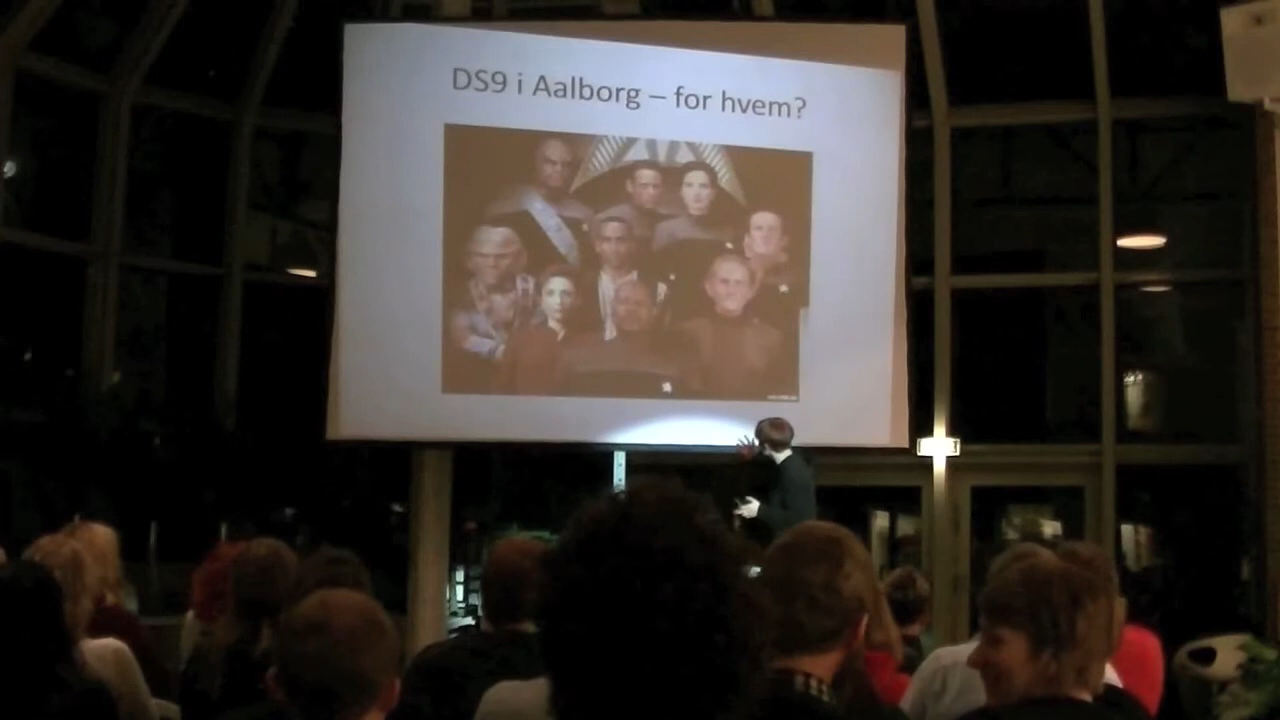 DS9 i Aalborg – for hvem?